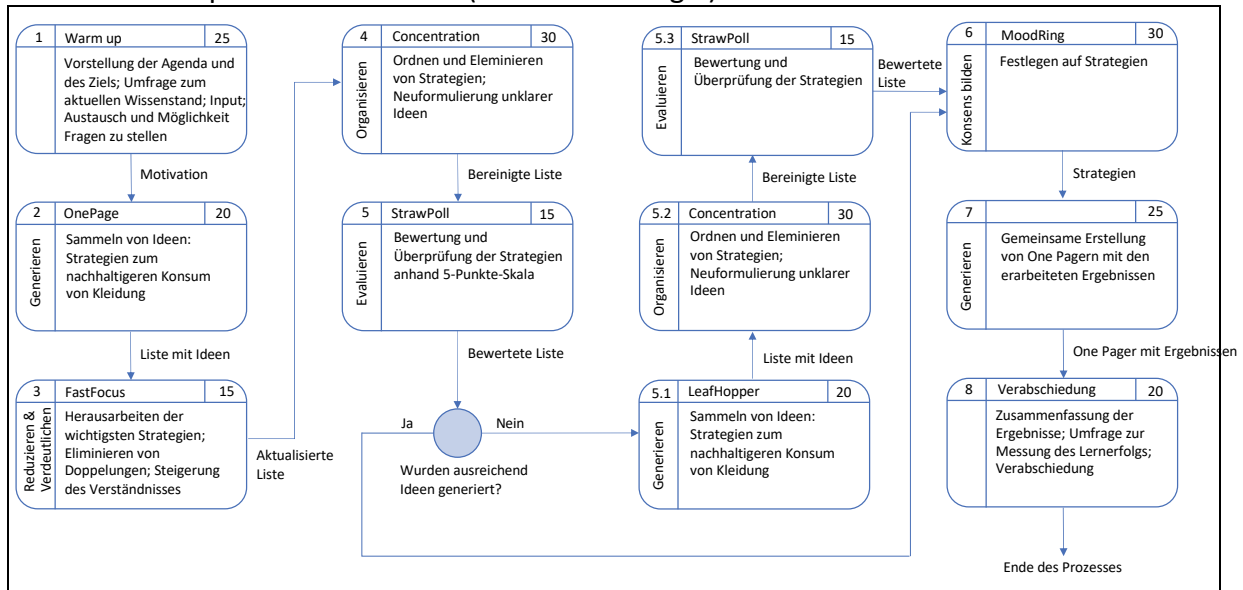 1 Warm up 25
Vorstellung der Agenda und
des Ziels; Umfrage zum
aktuellen Wissenstand; Input;
Austausch und Möglichkeit
Fragen zu stellen
Motivation
2 OnePage 20
Generieren
Sammeln von Ideen:
Strategien zum
nachhaltigeren Konsum
von Kleidung
Liste mit Ideen
3 FastFocus 15
Reduzieren &
Verdeutlichen
Herausarbeiten der
wichtigsten Strategien;
Eliminieren von
Doppelungen; Steigerung
des Verständnisses
Aktualisierte
Liste
4 Concentration 30
Organisieren
Ordnen und Eleminieren
von Strategien;
Neuformulierung unklarer
Ideen
Bereinigte Liste
5 StrawPoll 15
Evaluieren
Bewertung und
Überprüfung der Strategien
anhand 5-Punkte-Skala
Bewertete Liste
Ja
Nein
Wurden ausreichend
Ideen generiert?
5.1 LeafHopper 20
Generieren
Sammeln von Ideen:
Strategien zum
nachhaltigeren Konsum
von Kleidung
Liste mit Ideen
5.2 Concentration 30
Organisieren
Ordnen und Eleminieren
von Strategien;
Neuformulierung unklarer
Ideen
Bereinigte Liste
5.3 StrawPoll 15
Evaluieren
Bewertung und
Überprüfung der Strategien
Bewertete
Liste
6 MoodRing 30
Konsens bilden
Festlegen auf Strategien
Strategien
7 25
Generieren
Gemeinsame Erstellung
von One Pagern mit den
erarbeiteten Ergebnissen
One Pager mit Ergebnissen
8 Verabschiedung 20
Zusammenfassung der
Ergebnisse; Umfrage zur
Messung des Lernerfolgs;
Verabschiedung
Ende des Prozesses